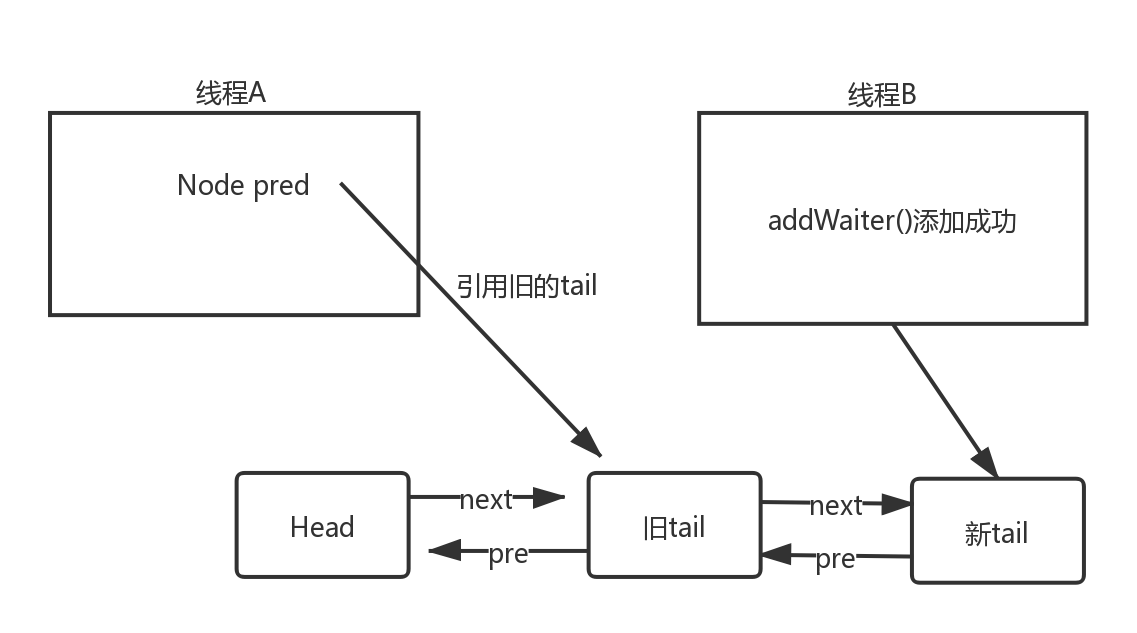 线程A
线程B
Node pred
addWaiter()添加成功
引用旧的tail
Head
next
pre
旧tail
next
pre
新tail